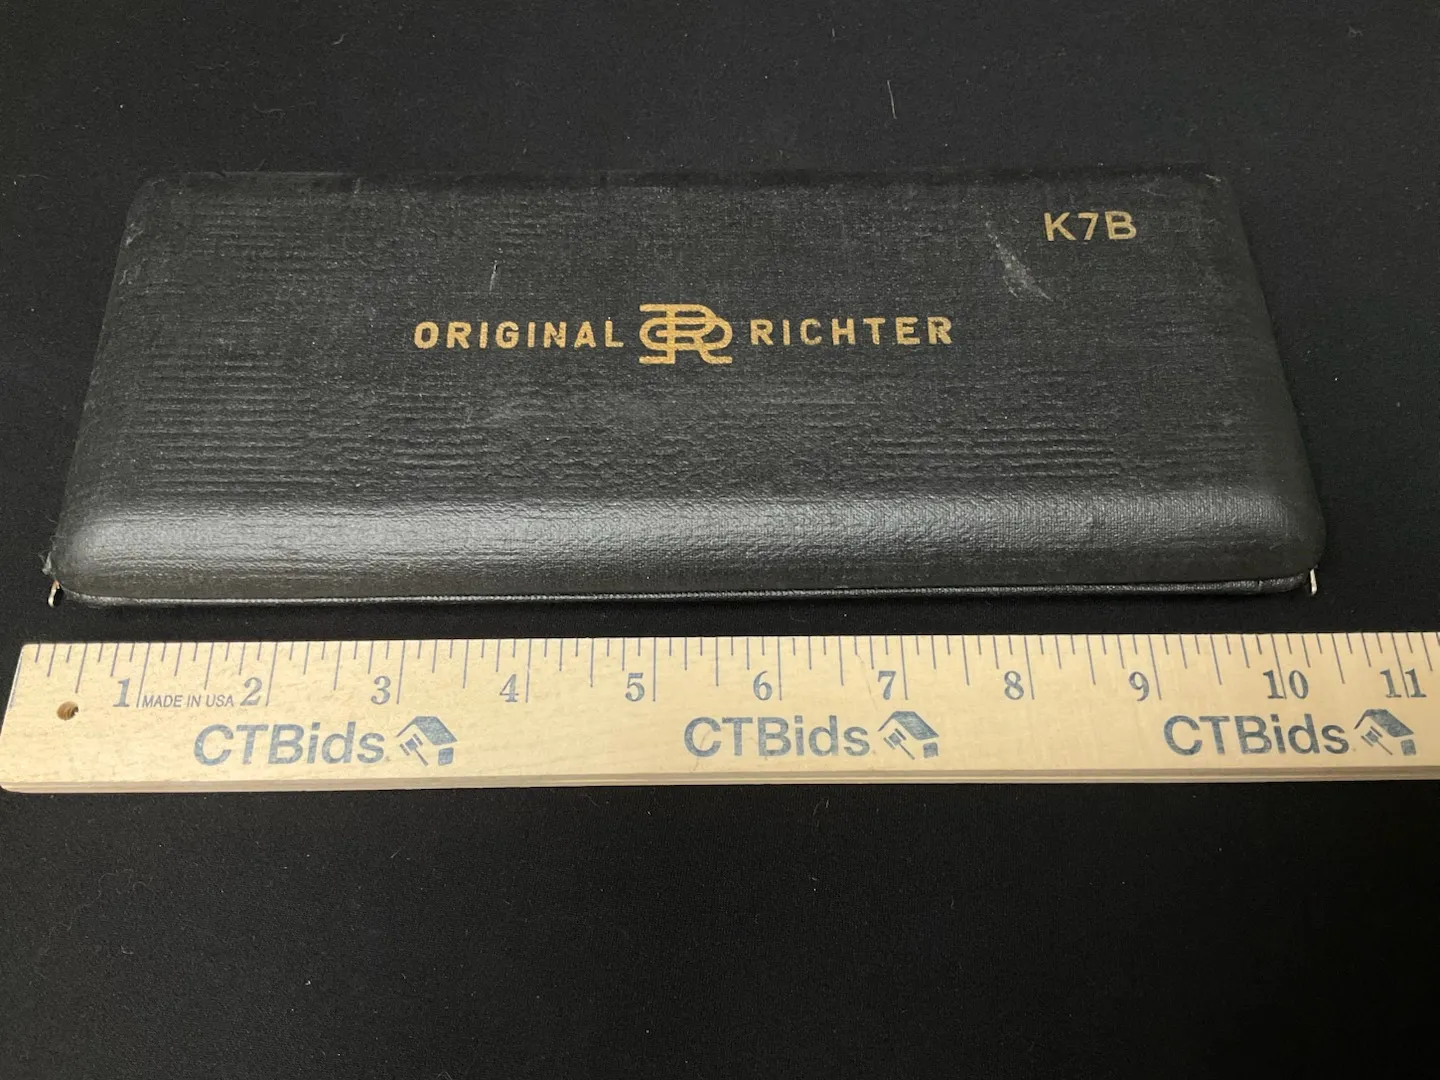 K7B
ORIGINAL RICHTER
1 MADE IN USA 2 3 4 5 6 7 8 9 10 11
CTBids CTBids CTBids